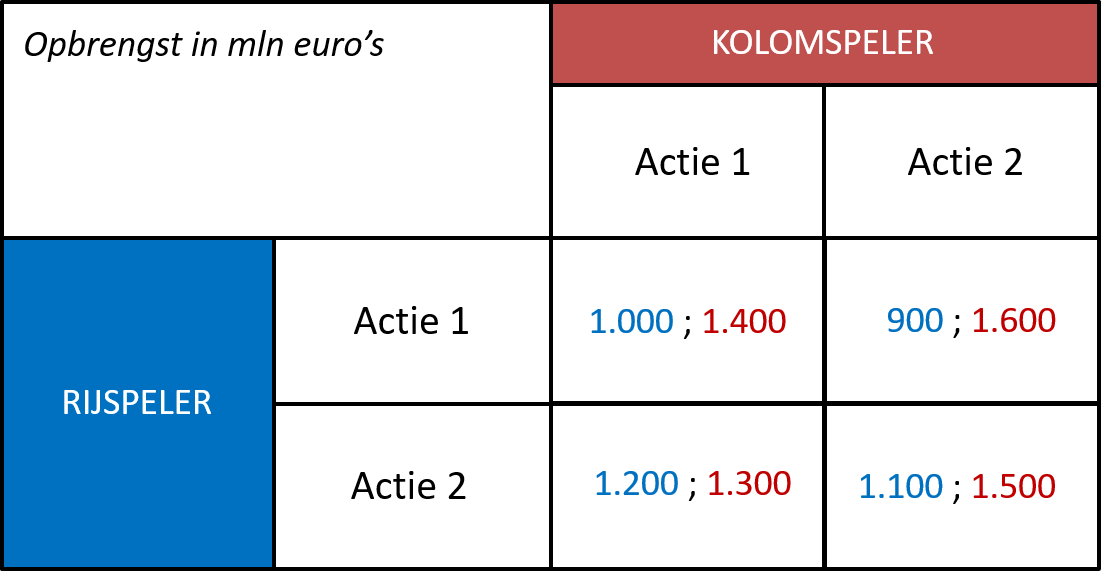 Opbrengst in mln euro’s
KOLOMSPELER
Actie 1
Actie 2
RIJSPELER
Actie 1
1.000 ; 1.400
900 ; 1.600
Actie 2
1.200 ; 1.300
1.100 ; 1.500